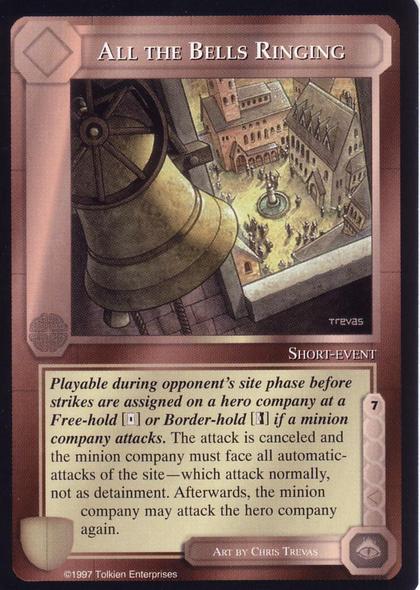 ALL THE BELLS RINGING
TREVAS
SHORT-EVENT
Playable during opponent's site phase before
strikes are assigned on a hero company at a
Free-hold [ ] or Border-hold [ ] if a minion
company attacks. The attack is canceled and
the minion company must face all automatic-
attacks of the site—which attack normally,
not as detainment. Afterwards, the minion
company may attack the hero company
again.
7
ART BY CHRIS TREVAS
©1997 Tolkien Enterprises